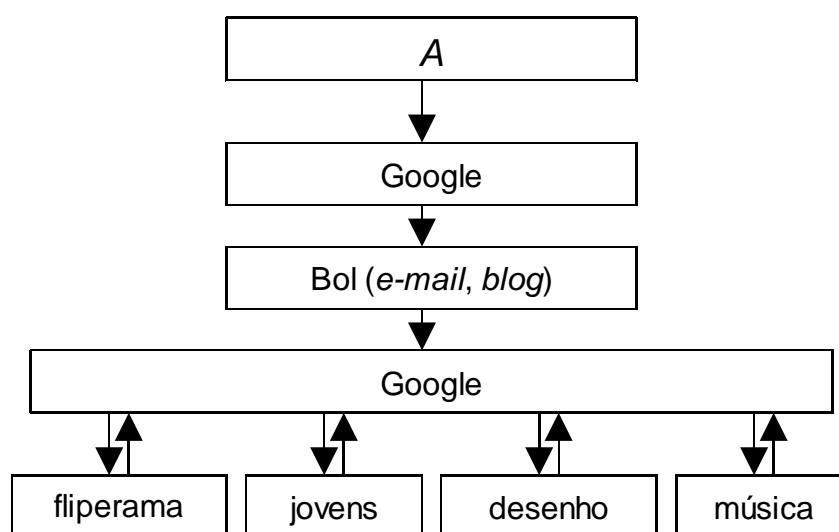 A
Google
Bol (e-mail, blog)
Google
fliperama jovens desenho música